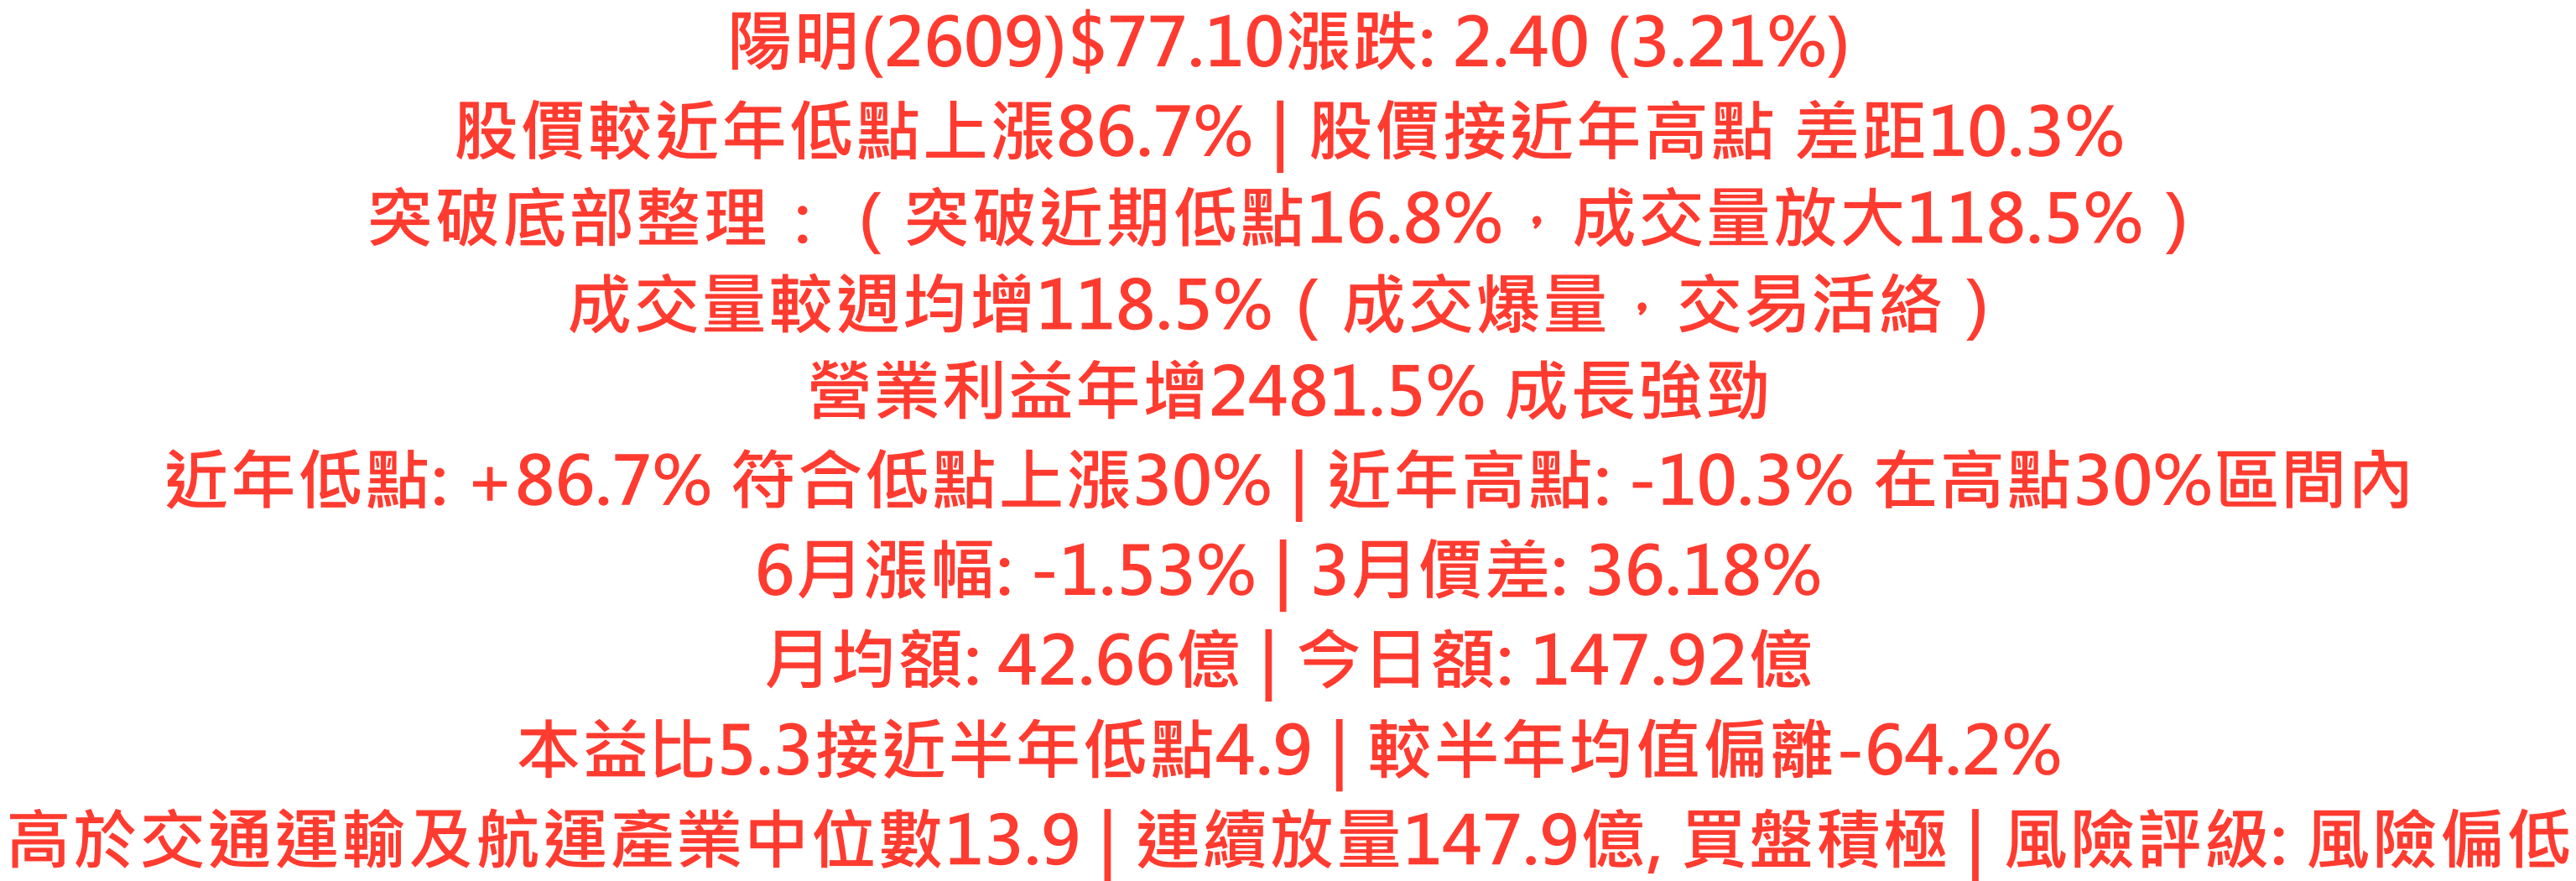 陽明(2609)$77.10漲跌: 2.40 (3.21%)
股價較近年低點上漲86.7% | 股價接近年高點 差距10.3%
突破底部整理：（突破近期低點16.8%，成交量放大118.5%）
成交量較週均增118.5%（成交爆量，交易活絡）
營業利益年增2481.5% 成長強勁
近年低點: +86.7% 符合低點上漲30% | 近年高點: -10.3% 在高點30%區間內
6月漲幅: -1.53% | 3月價差: 36.18%
月均額: 42.66億 | 今日額: 147.92億
本益比5.3接近半年低點4.9 | 較半年均值偏離-64.2%
高於交通運輸及航運產業中位數13.9 | 連續放量147.9億, 買盤積極 | 風險評級: 風險偏低